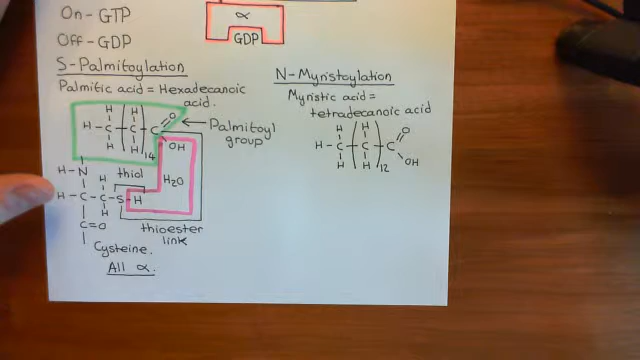 On - GTP
Off - GDP
α
GDP
S-Palmitoylation
Palmitic acid = Hexadecanoic
acid.
H H O
H - C - ( C ) - C
H H 14 OH
Palmitoyl
group
H - N
thiol
H2O
H
H - C - C - S - H
H
C = O
thioester
link
Cysteine.
All α.
N-Myristoylation
Myristic acid =
tetradecanoic acid
H H O
H - C - ( C ) - C
H H 12 OH